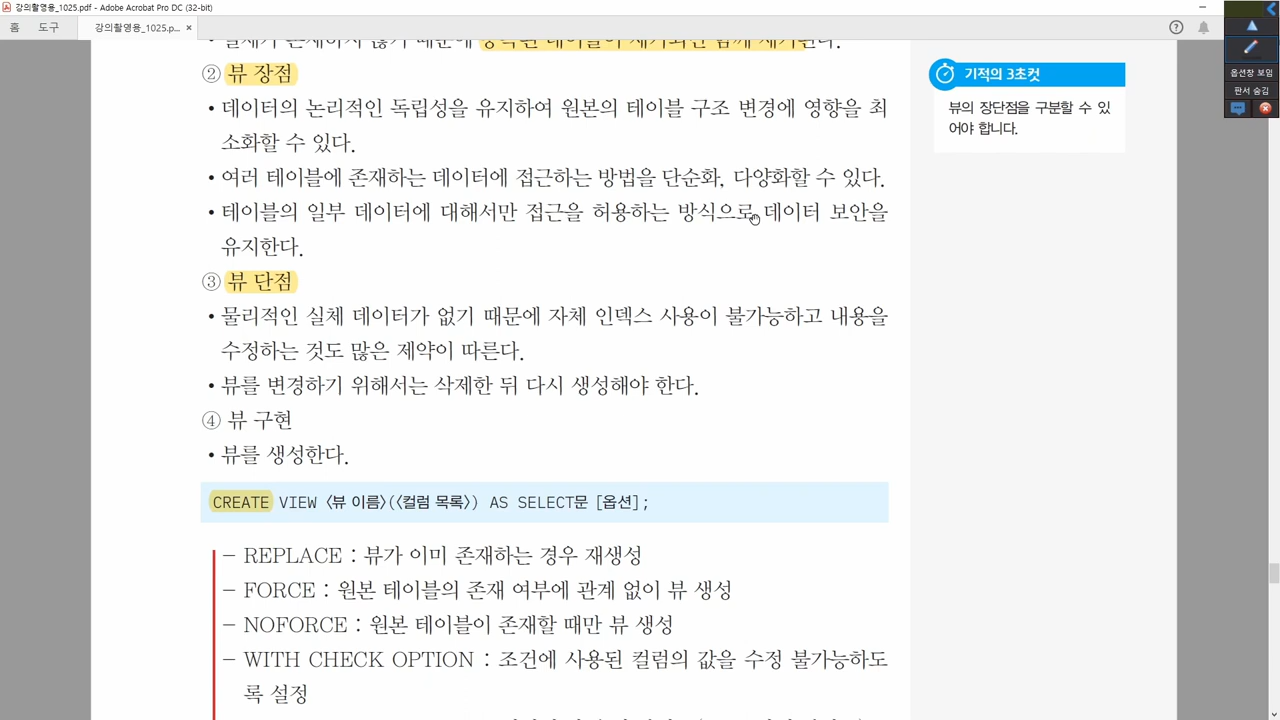 강의촬영용_1025.pdf - Adobe Acrobat Pro DC (32-bit)
홈 도구 강의촬영용_1025.p... ×
옵션창 보임
판서 숨김
② 뷰 장점
• 데이터의 논리적인 독립성을 유지하여 원본의 테이블 구조 변경에 영향을 최
소화할 수 있다.
• 여러 테이블에 존재하는 데이터에 접근하는 방법을 단순화, 다양화할 수 있다.
• 테이블의 일부 데이터에 대해서만 접근을 허용하는 방식으로 데이터 보안을
유지한다.
③ 뷰 단점
• 물리적인 실체 데이터가 없기 때문에 자체 인덱스 사용이 불가능하고 내용을
수정하는 것도 많은 제약이 따른다.
• 뷰를 변경하기 위해서는 삭제한 뒤 다시 생성해야 한다.
④ 뷰 구현
• 뷰를 생성한다.
CREATE VIEW 〈뷰 이름〉(〈컬럼 목록〉) AS SELECT문 [옵션];
– REPLACE : 뷰가 이미 존재하는 경우 재생성
– FORCE : 원본 테이블의 존재 여부에 관계 없이 뷰 생성
– NOFORCE : 원본 테이블이 존재할 때만 뷰 생성
– WITH CHECK OPTION : 조건에 사용된 컬럼의 값을 수정 불가능하도
록 설정
기적의 3초컷
뷰의 장단점을 구분할 수 있
어야 합니다.